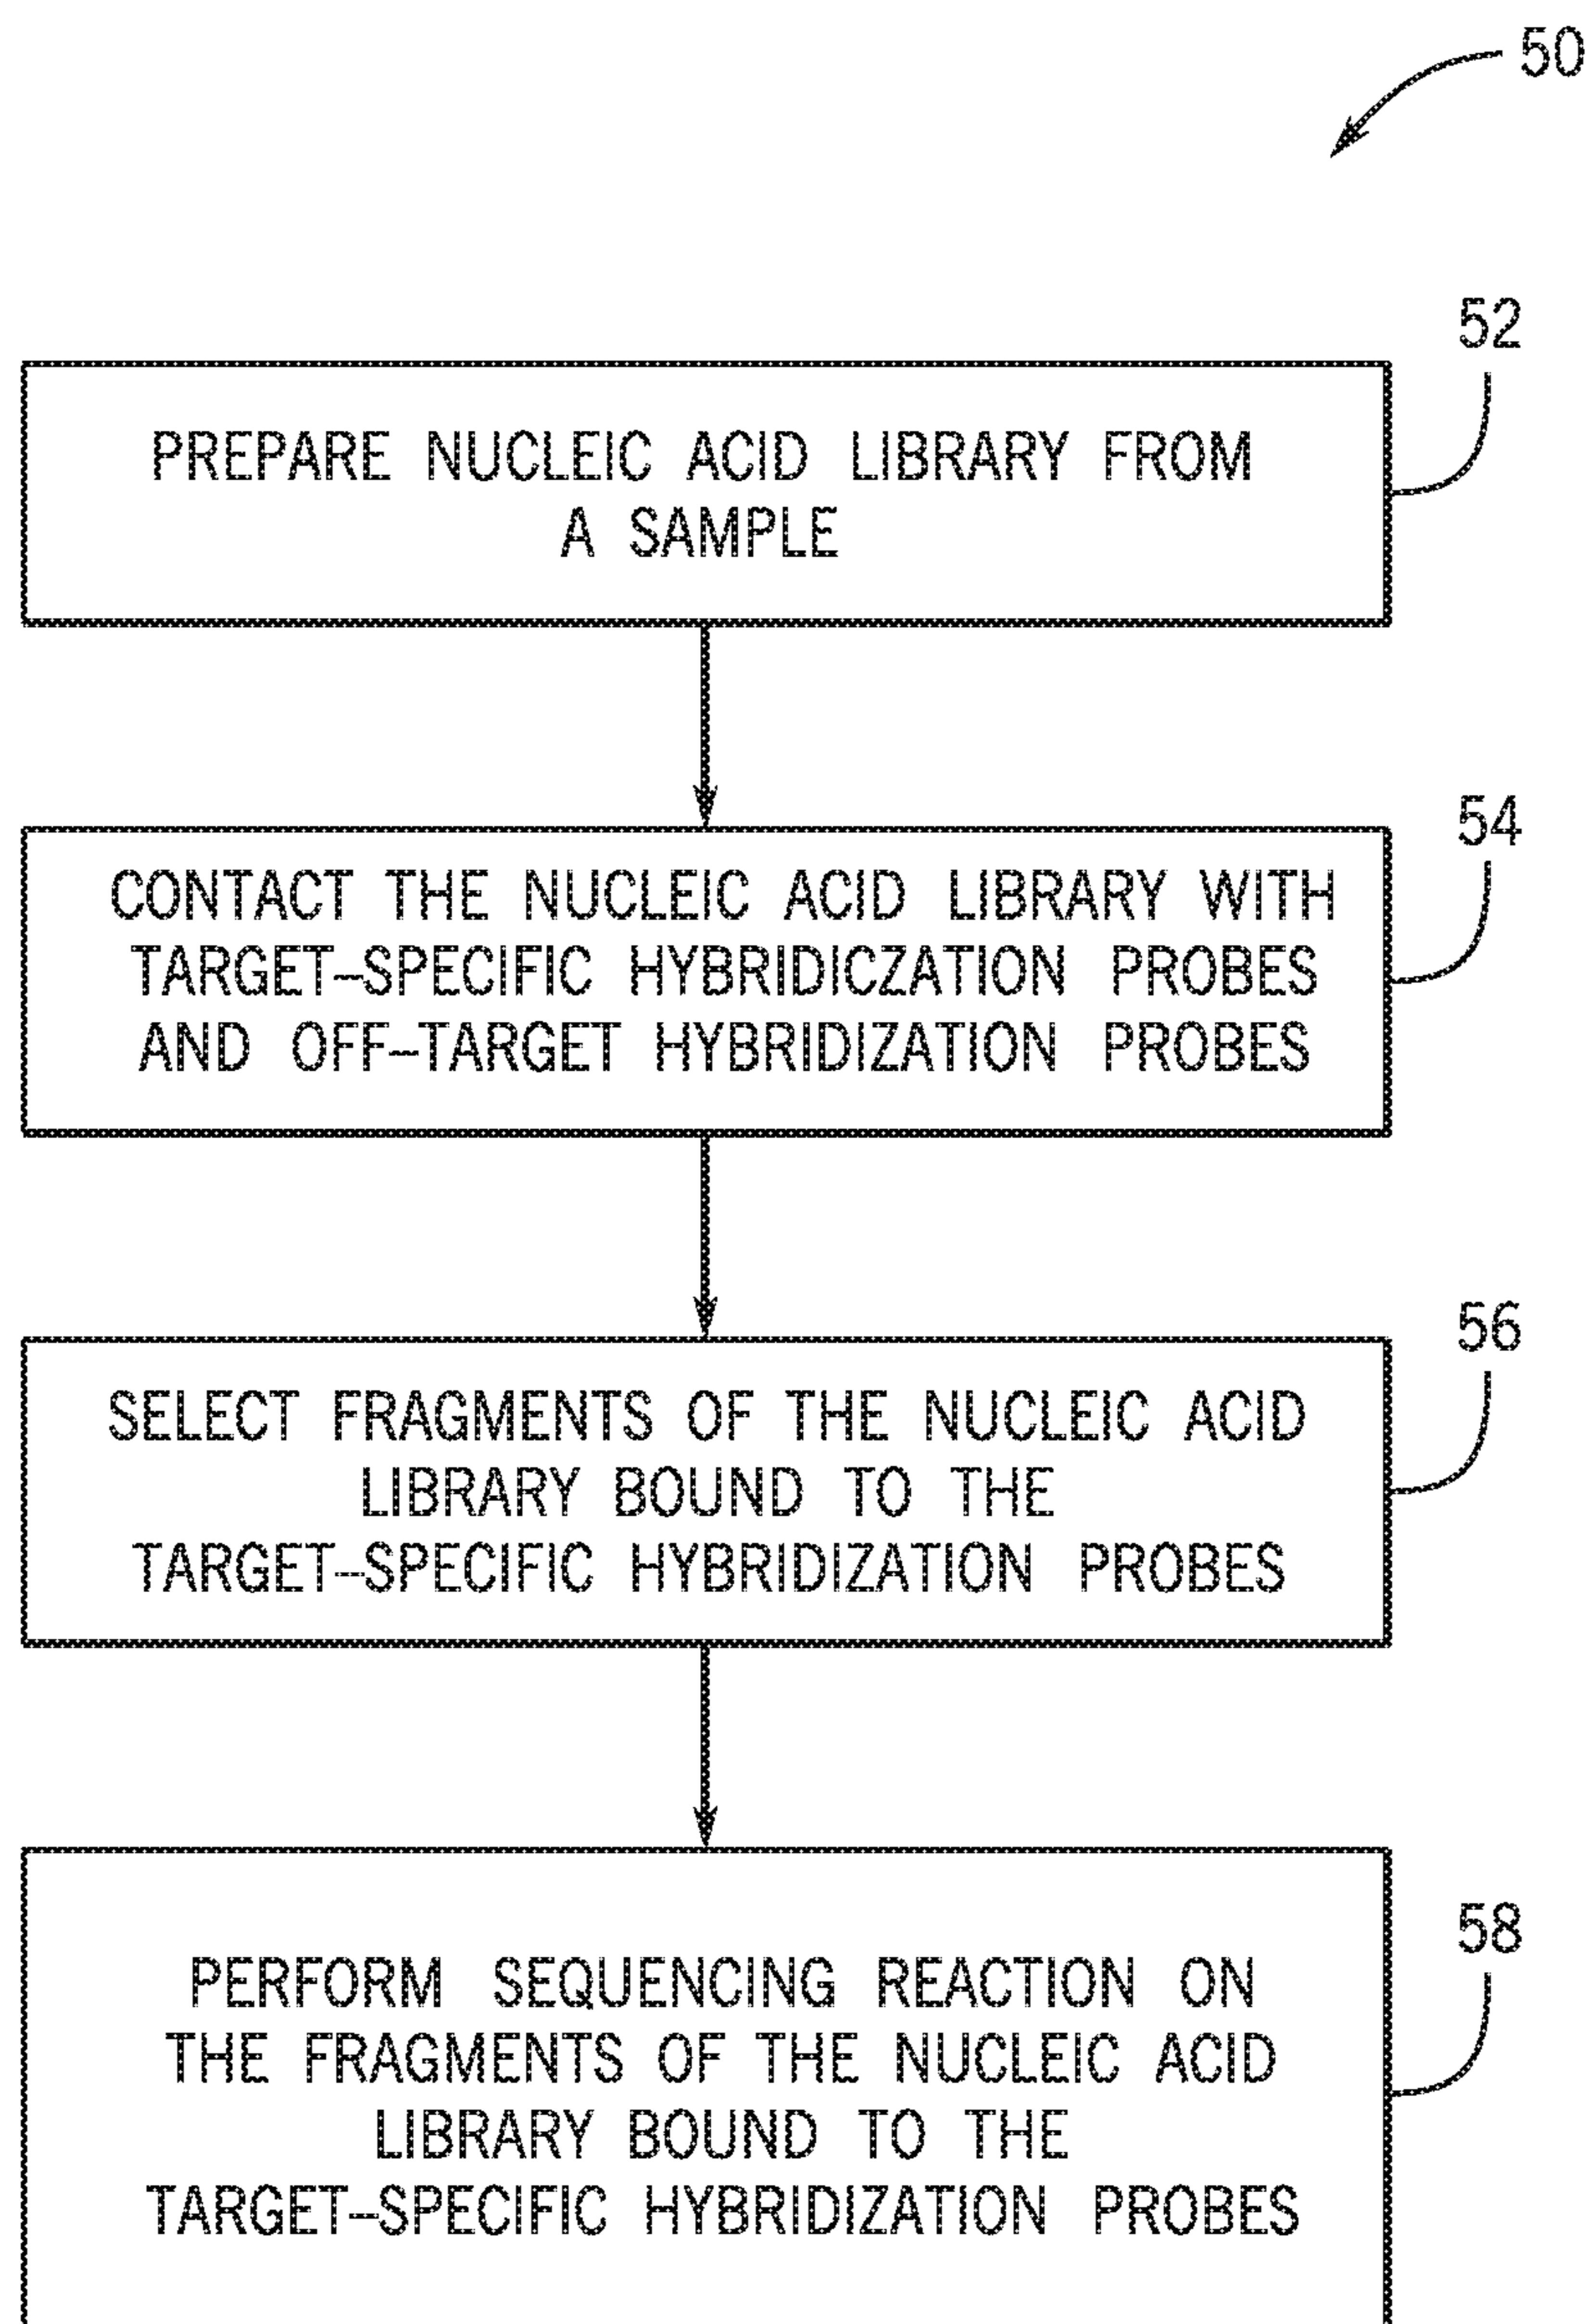 50
52
PREPARE NUCLEIC ACID LIBRARY FROM
A SAMPLE
54
CONTACT THE NUCLEIC ACID LIBRARY WITH
TARGET-SPECIFIC HYBRIDICZATION PROBES
AND OFF-TARGET HYBRIDIZATION PROBES
56
SELECT FRAGMENTS OF THE NUCLEIC ACID
LIBRARY BOUND TO THE
TARGET-SPECIFIC HYBRIDIZATION PROBES
58
PERFORM SEQUENCING REACTION ON
THE FRAGMENTS OF THE NUCLEIC ACID
LIBRARY BOUND TO THE
TARGET-SPECIFIC HYBRIDIZATION PROBES